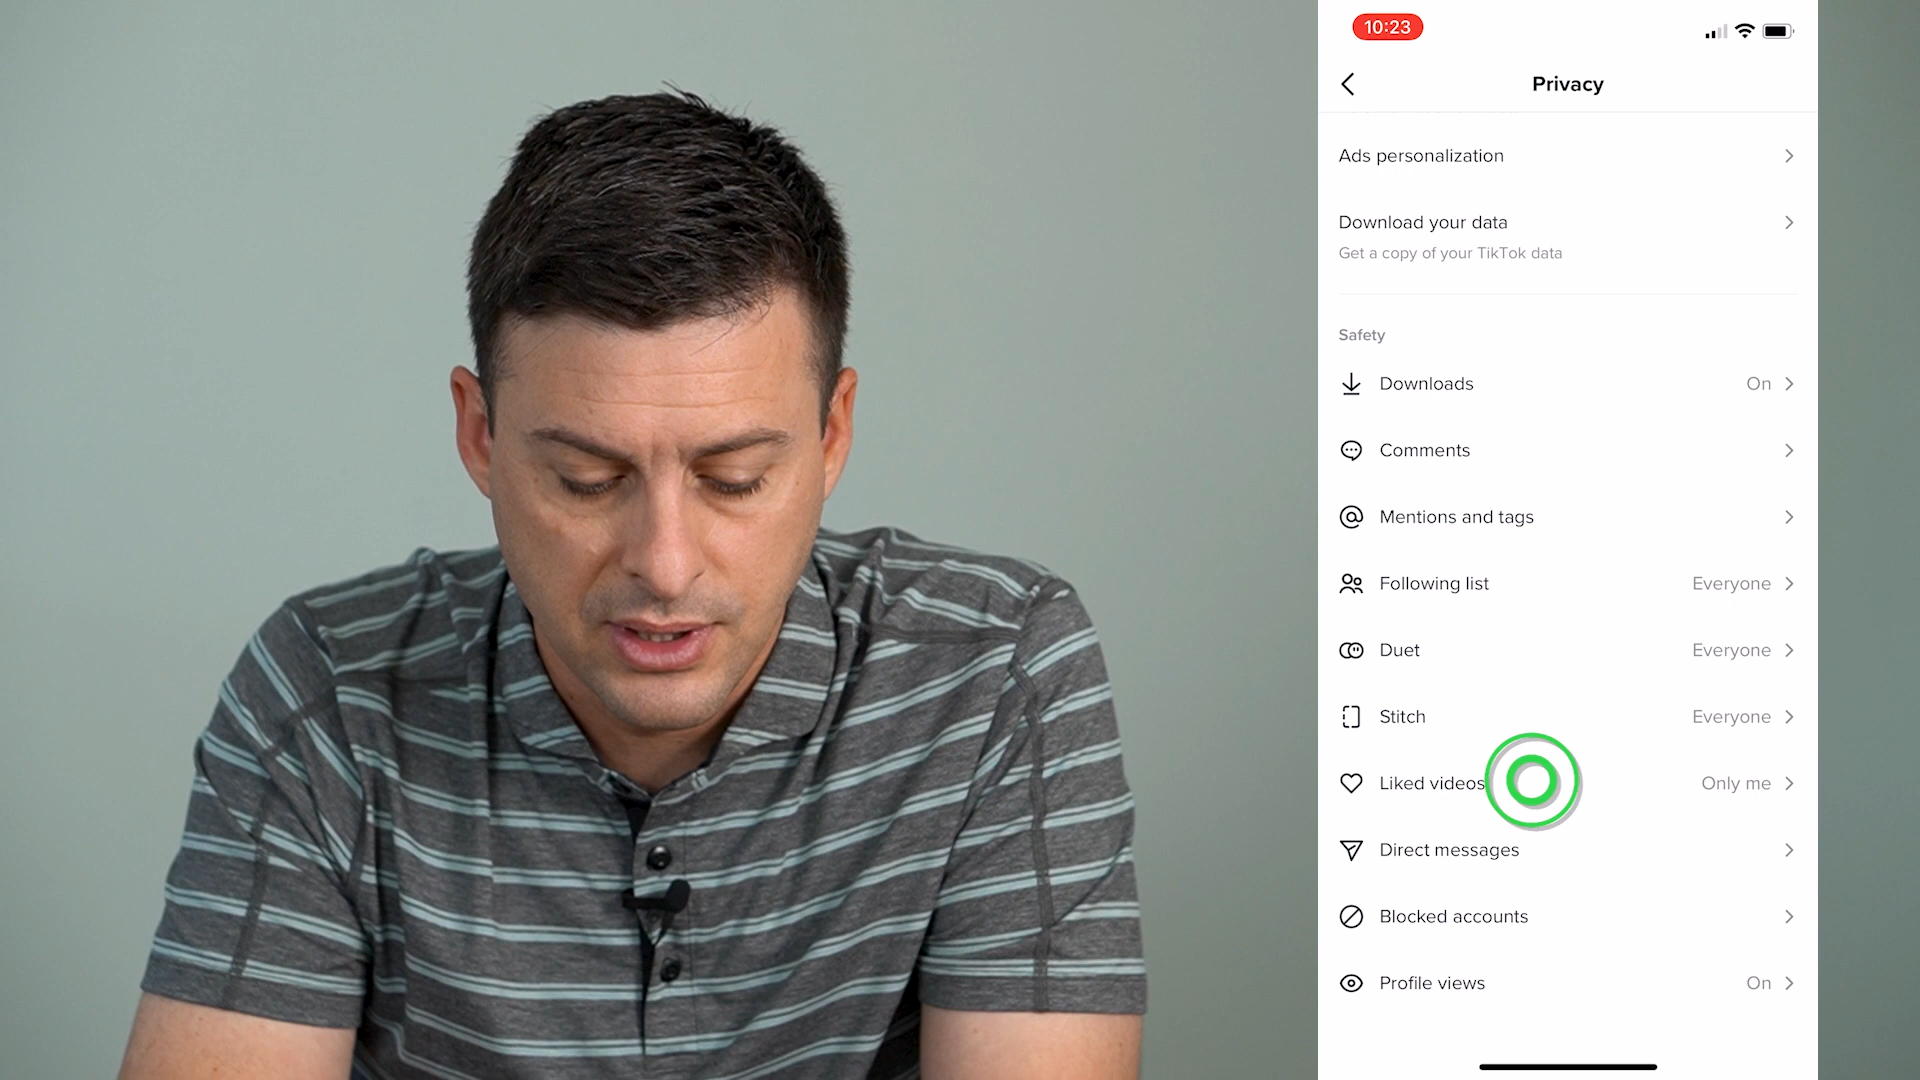 10:23
Privacy
Ads personalization
Download your data
Get a copy of your TikTok data
Safety
Downloads On
Comments
Mentions and tags
Following list Everyone
Duet Everyone
Stitch Everyone
Liked videos Only me
Direct messages
Blocked accounts
Profile views On